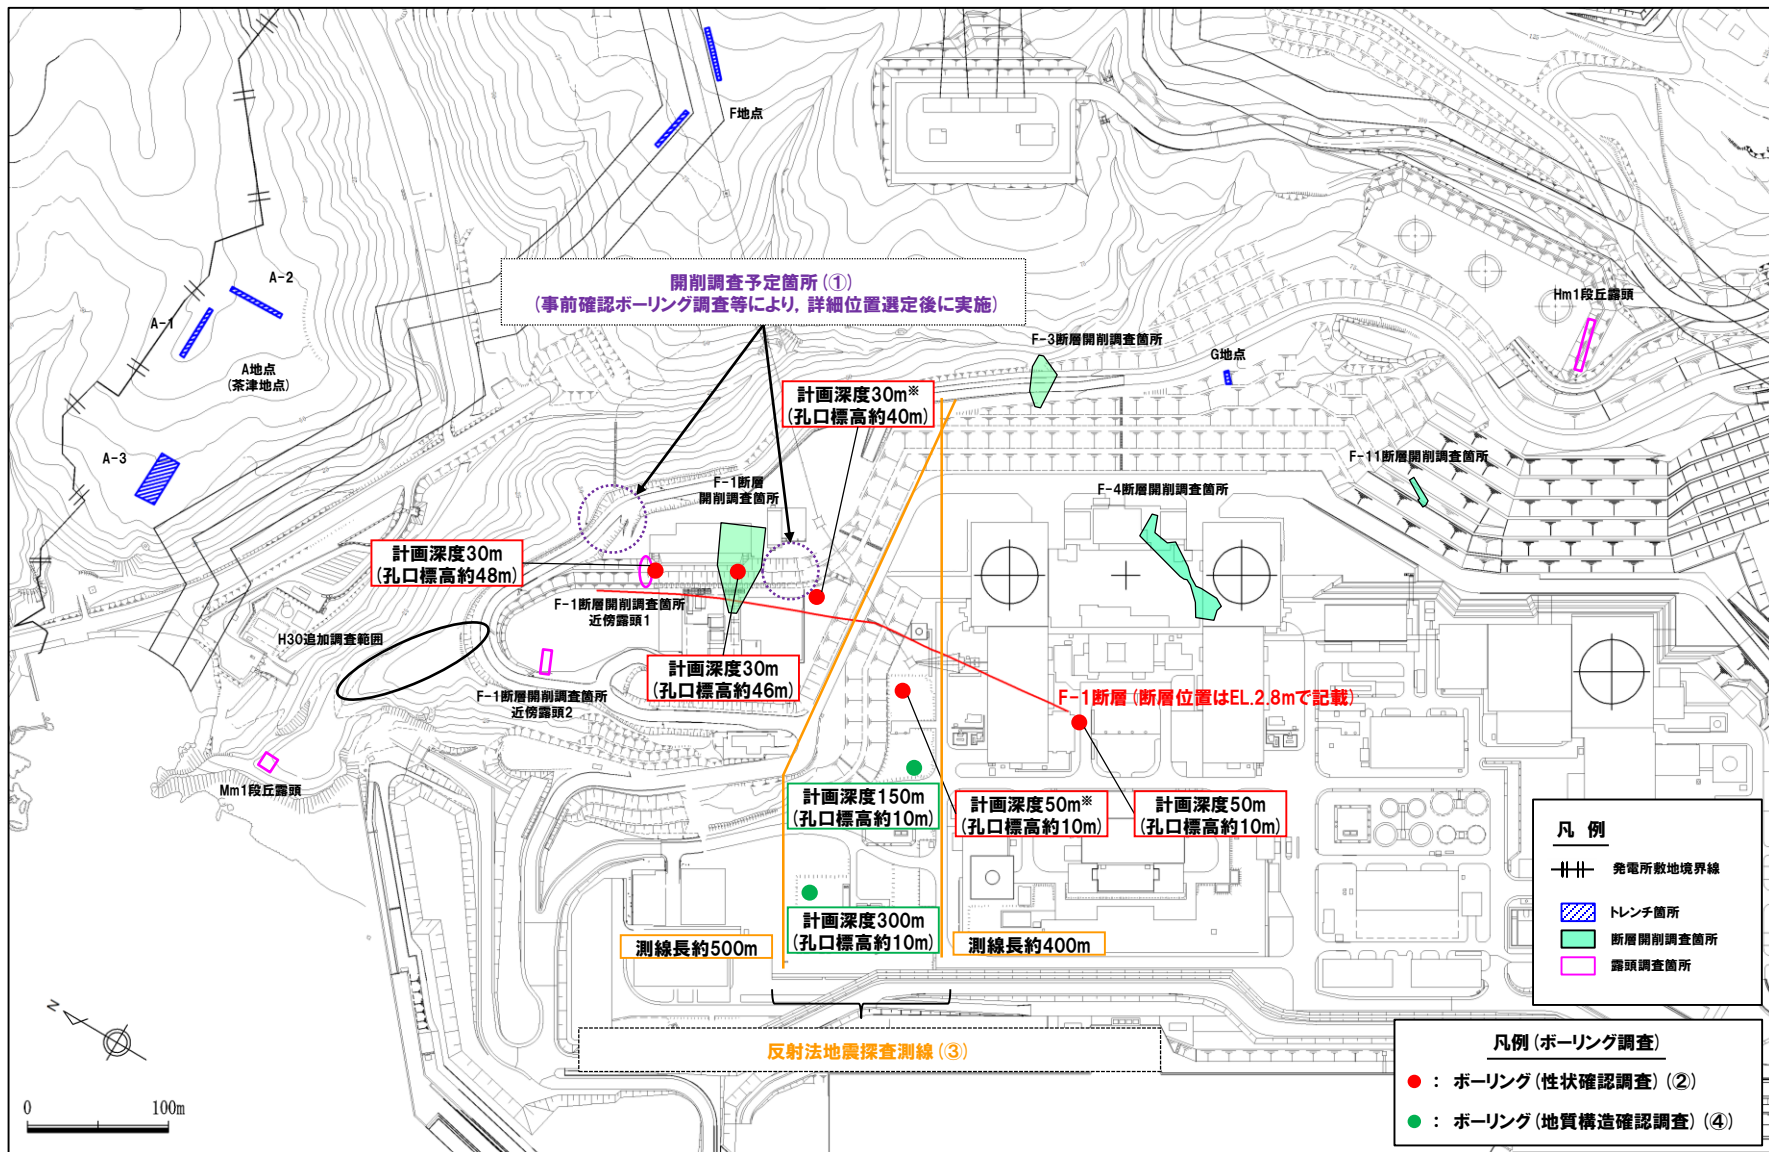 F地点
A-2
A-1
A地点
(茶津地点)
A-3
開削調査予定箇所(①)
(事前確認ボーリング調査等により, 詳細位置選定後に実施)
Hm1段丘露頭
F-3断層開削調査箇所
G地点
計画深度30m※
(孔口標高約40m)
F-11断層開削調査箇所
F-1断層
開削調査箇所
F-4断層開削調査箇所
計画深度30m
(孔口標高約48m)
F-1断層開削調査箇所
近傍露頭1
H30追加調査範囲
計画深度30m
(孔口標高約46m)
F-1断層開削調査箇所
近傍露頭2
F-1断層(断層位置はEL.2.8mで記載)
Mm1段丘露頭
計画深度150m
(孔口標高約10m)
計画深度50m※
(孔口標高約10m)
計画深度50m
(孔口標高約10m)
計画深度300m
(孔口標高約10m)
測線長約500m
測線長約400m
凡 例
発電所敷地境界線
トレンチ箇所
断層開削調査箇所
露頭調査箇所
N
反射法地震探査測線(③)
0 100m
凡例(ボーリング調査)
: ボーリング(性状確認調査)(②)
: ボーリング(地質構造確認調査)(④)